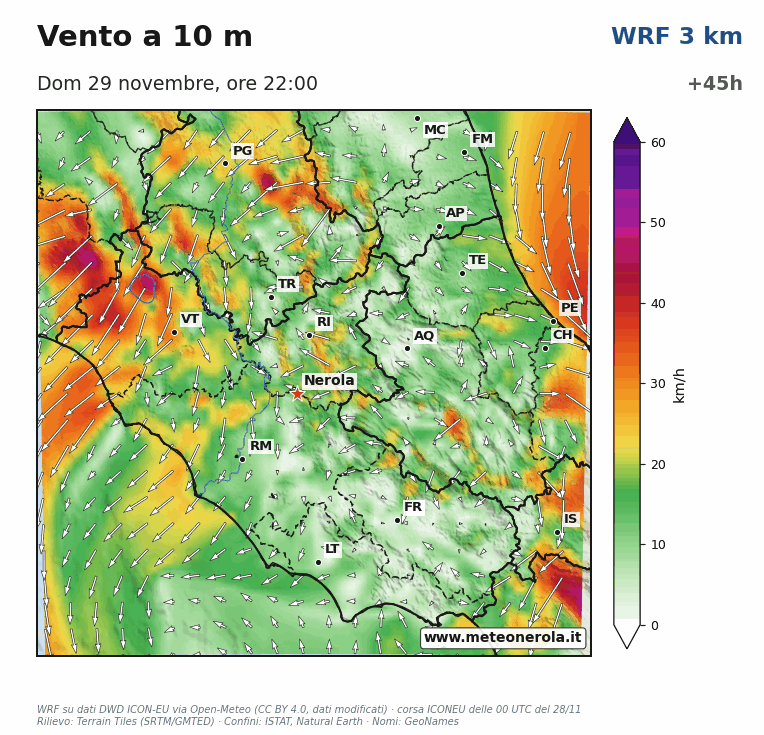 Vento a 10 m
WRF 3 km
Dom 29 novembre, ore 22:00
+45h
MC
FM
PG
AP
TE
TR
PE
VT
RI
AQ
CH
Nerola
RM
FR
IS
LT
www.meteonerola.it
60
50
40
30
20
10
0
km/h
WRF su dati DWD ICON-EU via Open-Meteo (CC BY 4.0, dati modificati) · corsa ICONEU delle 00 UTC del 28/11
Rilievo: Terrain Tiles (SRTM/GMTED) · Confini: ISTAT, Natural Earth · Nomi: GeoNames